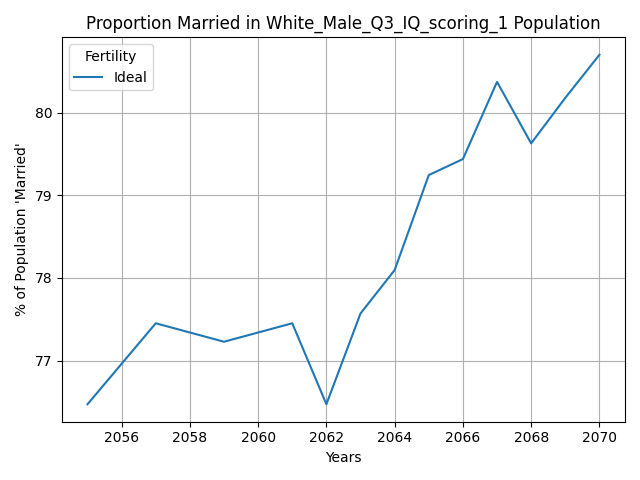 Proportion Married in White_Male_Q3_IQ_scoring_1 Population
Fertility
Ideal
% of Population 'Married'
80
79
78
77
2056 2058 2060 2062 2064 2066 2068 2070
Years